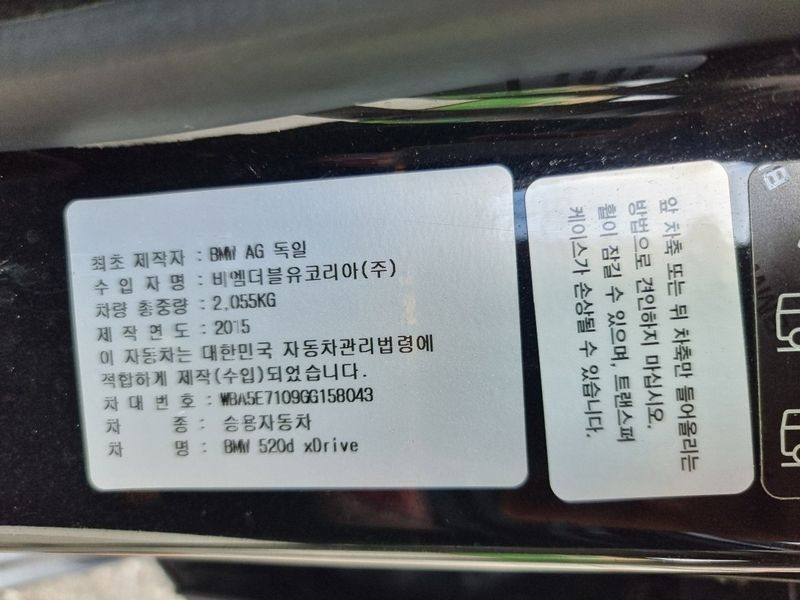 최초 제작자 : BMW AG 독일
수 입 자 명 : 비엠더블유코리아(주)
차량 총중량 : 2,055KG
제 작 연 도 : 2015
이 자동차는 대한민국 자동차관리법령에
적합하게 제작(수입)되었습니다.
차 대 번 호 : WBA5E7109GG158043
차 종 : 승용자동차
차 명 : BMW 520d xDrive
앞 차축 또는 뒤 차축만 들어올리는
방법으로 견인하지 마십시오.
휠이 잠길 수 있으며, 트랜스퍼
케이스가 손상될 수 있습니다.